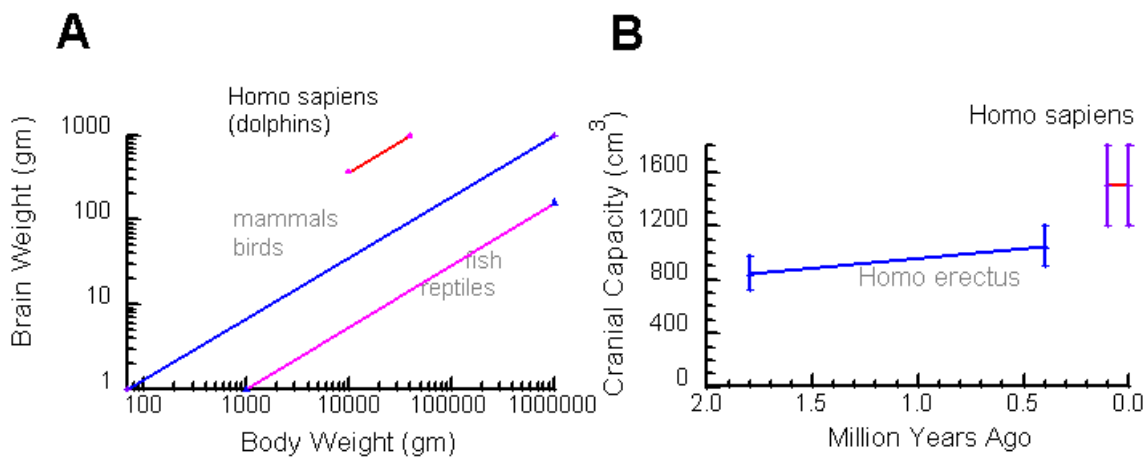 A
Homo sapiens
(dolphins)
Brain Weight (gm)
1000
100
10
1
mammals
birds
fish
reptiles
100 1000 10000 100000 1000000
Body Weight (gm)
B
Homo sapiens
Cranial Capacity (cm³)
1600
1200
800
400
0
Homo erectus
2.0 1.5 1.0 0.5 0.0
Million Years Ago